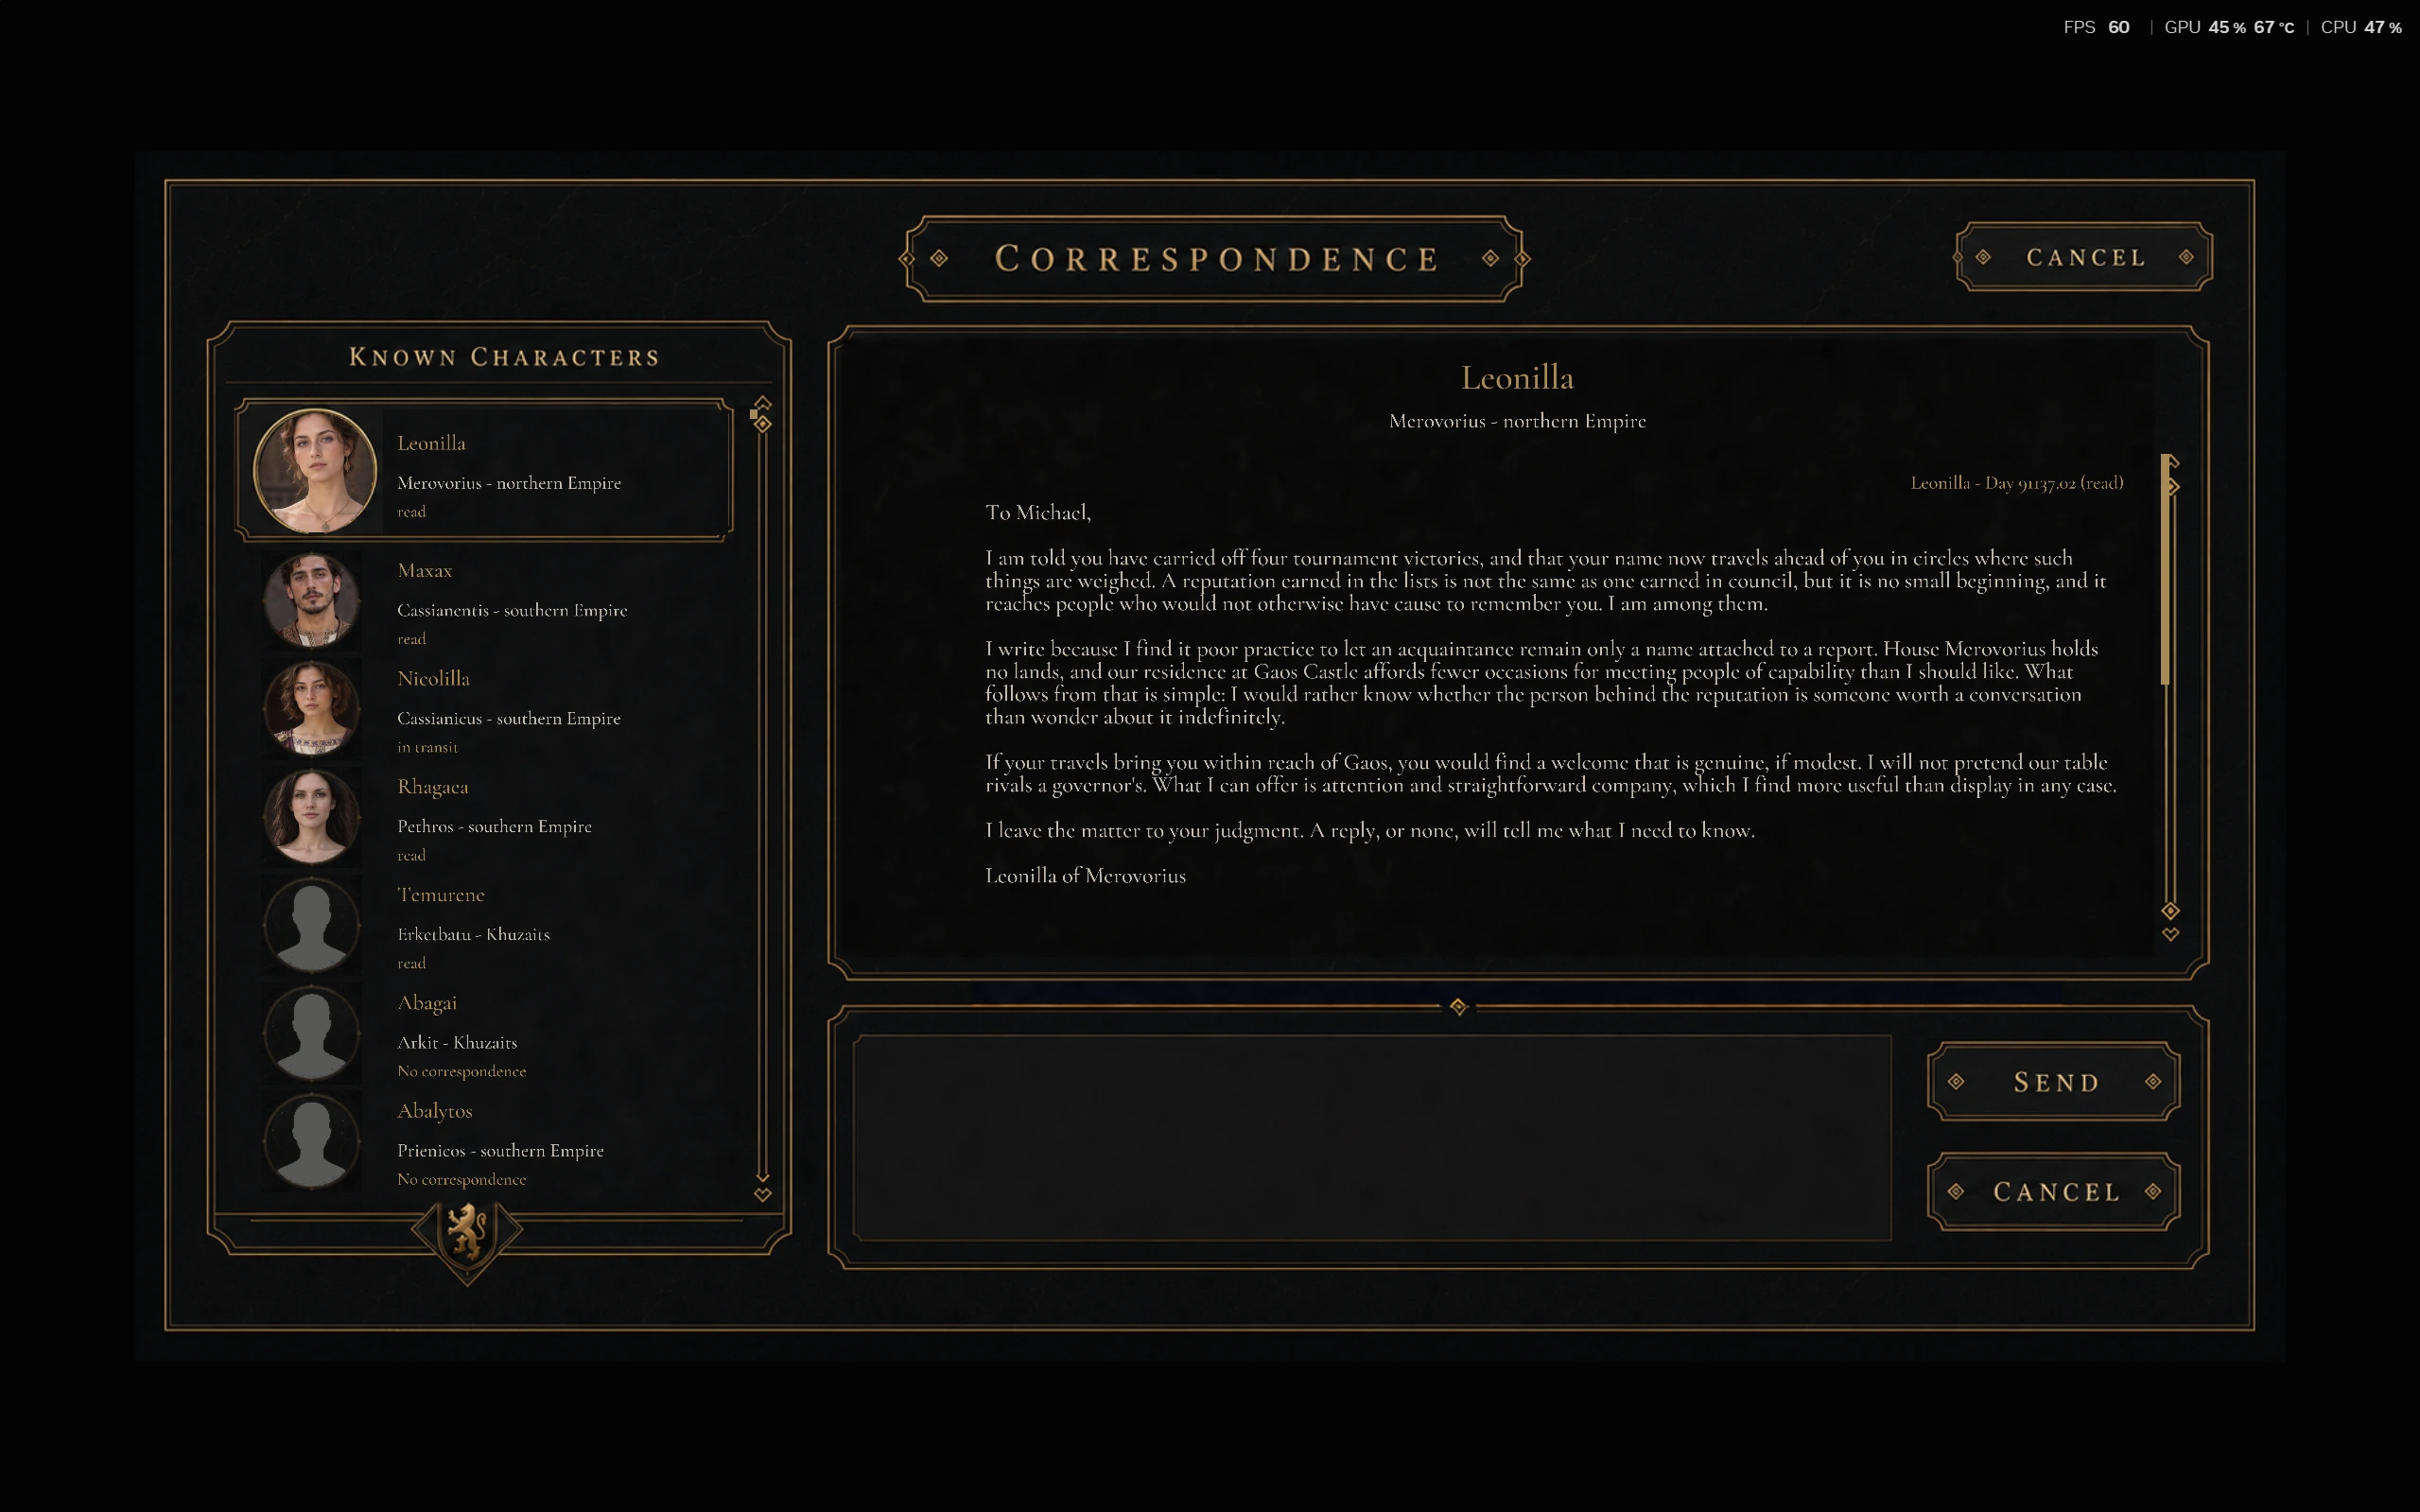 FPS 60 | GPU 45 % 67 °C | CPU 47 %
CORRESPONDENCE
CANCEL
KNOWN CHARACTERS
Leonilla
Merovorius - northern Empire
read
Maxax
Cassianentis - southern Empire
read
Nicolilla
Cassianicus - southern Empire
in transit
Rhagaea
Pethros - southern Empire
read
Temurene
Erketbatu - Khuzaits
read
Abagai
Arkit - Khuzaits
No correspondence
Abalytos
Prienicos - southern Empire
No correspondence
Leonilla
Merovorius - northern Empire
Leonilla - Day 91137.02 (read)
To Michael,
I am told you have carried off four tournament victories, and that your name now travels ahead of you in circles where such
things are weighed. A reputation earned in the lists is not the same as one earned in council, but it is no small beginning, and it
reaches people who would not otherwise have cause to remember you. I am among them.
I write because I find it poor practice to let an acquaintance remain only a name attached to a report. House Merovorius holds
no lands, and our residence at Gaos Castle affords fewer occasions for meeting people of capability than I should like. What
follows from that is simple: I would rather know whether the person behind the reputation is someone worth a conversation
than wonder about it indefinitely.
If your travels bring you within reach of Gaos, you would find a welcome that is genuine, if modest. I will not pretend our table
rivals a governor's. What I can offer is attention and straightforward company, which I find more useful than display in any case.
I leave the matter to your judgment. A reply, or none, will tell me what I need to know.
Leonilla of Merovorius
SEND
CANCEL